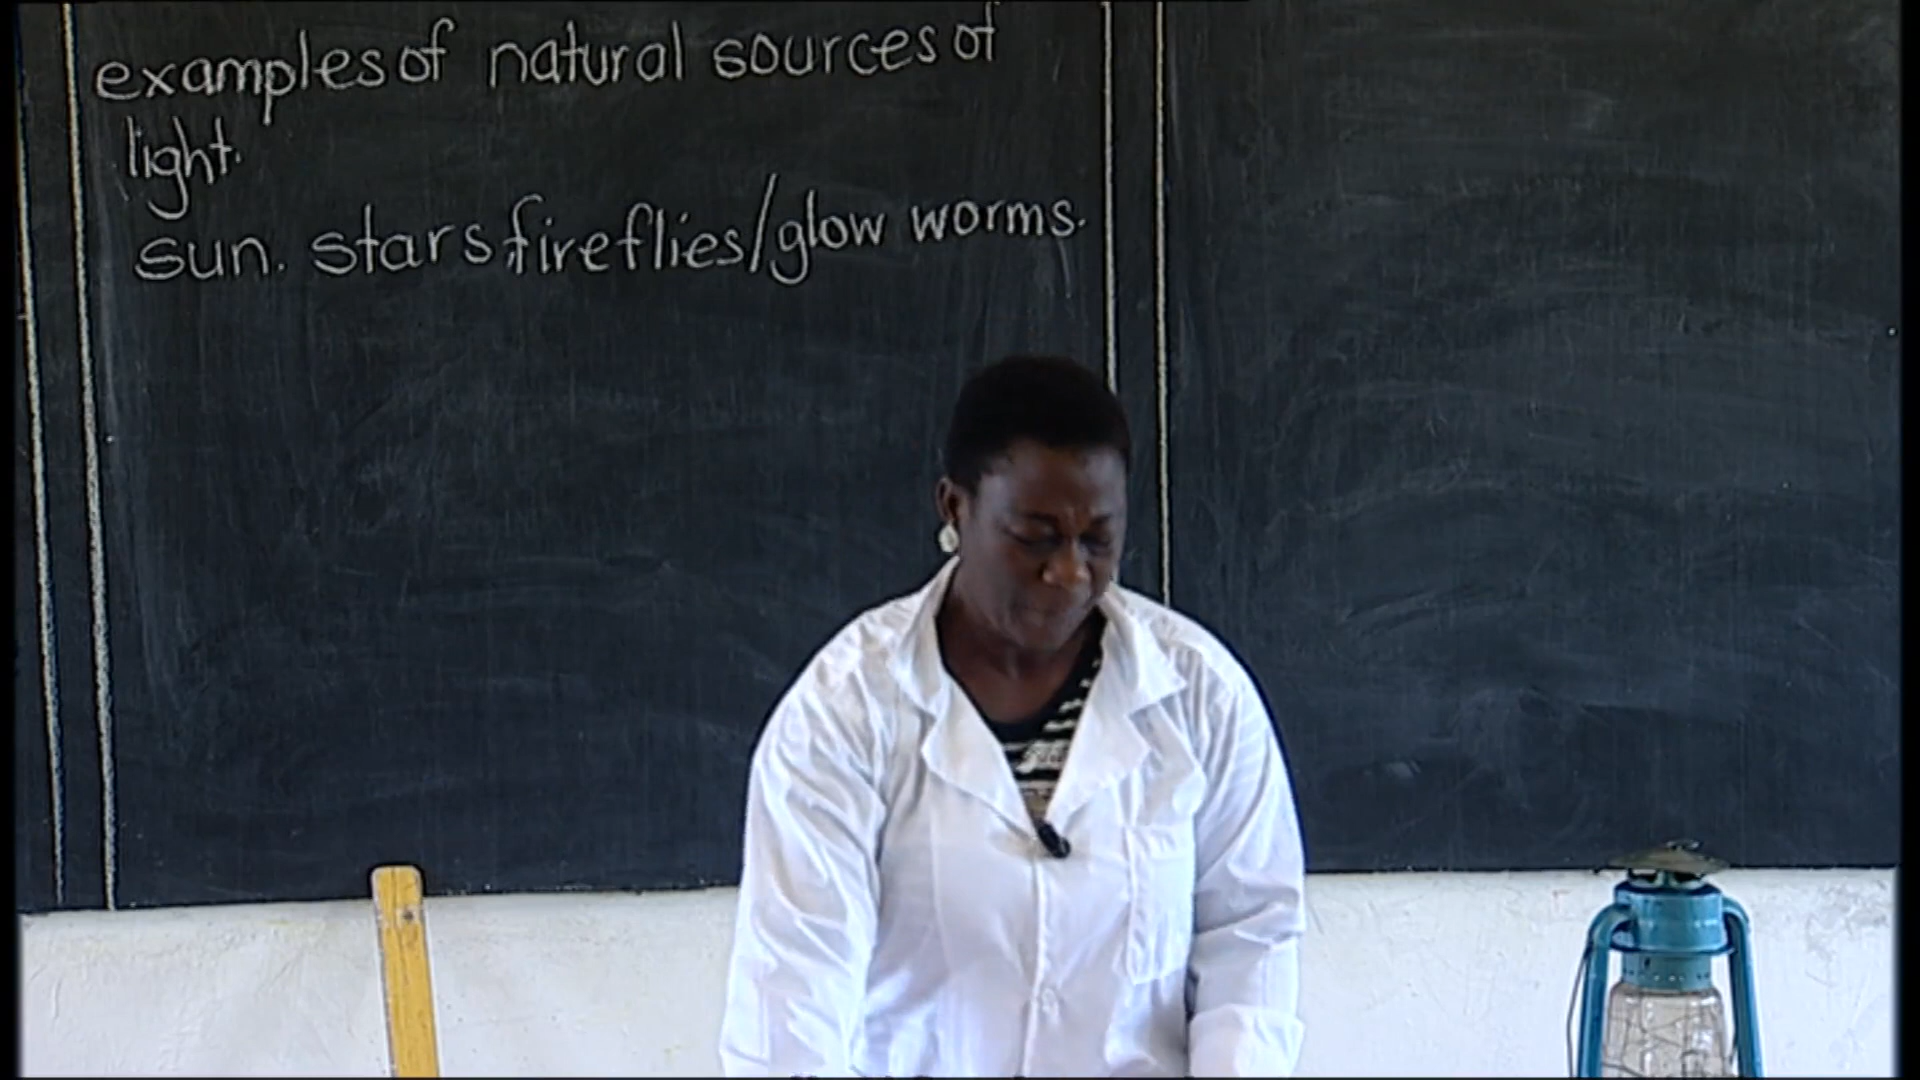 examples of natural sources of
light.
sun. stars, fireflies/glow worms.